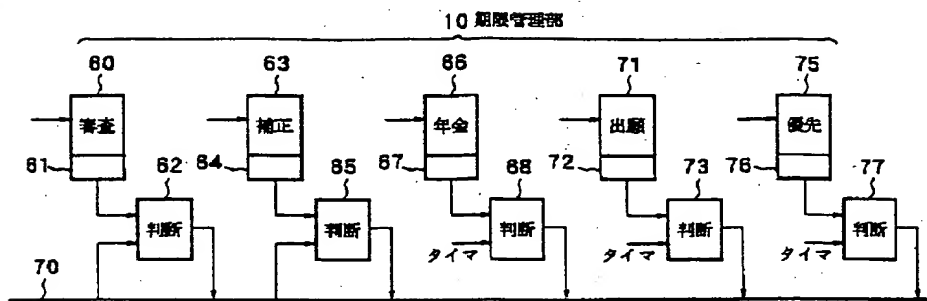 10 期限管理部
60 63 66 71 75
審査 補正 年金 出願 優先
61 62 64 65 67 68 72 73 76 77
判断 判断 判断 判断 判断
タイマ タイマ タイマ
70